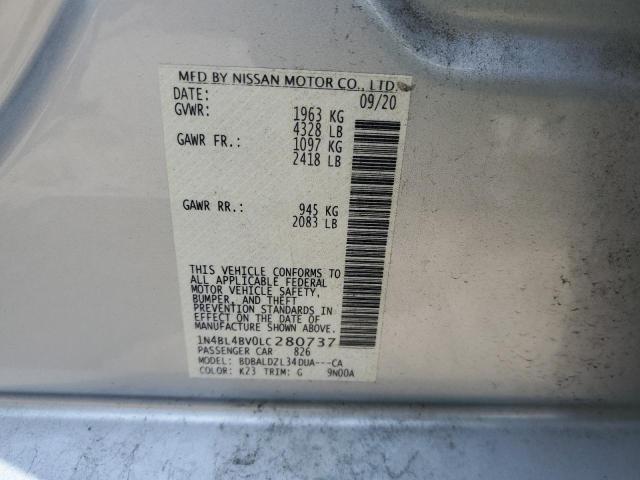 MFD BY NISSAN MOTOR CO., LTD.
DATE: 09/20
GVWR: 1963 KG
4328 LB
GAWR FR.: 1097 KG
2418 LB
GAWR RR.: 945 KG
2083 LB
THIS VEHICLE CONFORMS TO
ALL APPLICABLE FEDERAL
MOTOR VEHICLE SAFETY,
BUMPER, AND THEFT
PREVENTION STANDARDS
IN EFFECT ON THE DATE OF
MANUFACTURE SHOWN ABOVE.
1N4BL4BV0LC280737
PASSENGER CAR 826
MODEL: BDBALDZL34DUA---CA
COLOR: K23 TRIM: G 9N00A